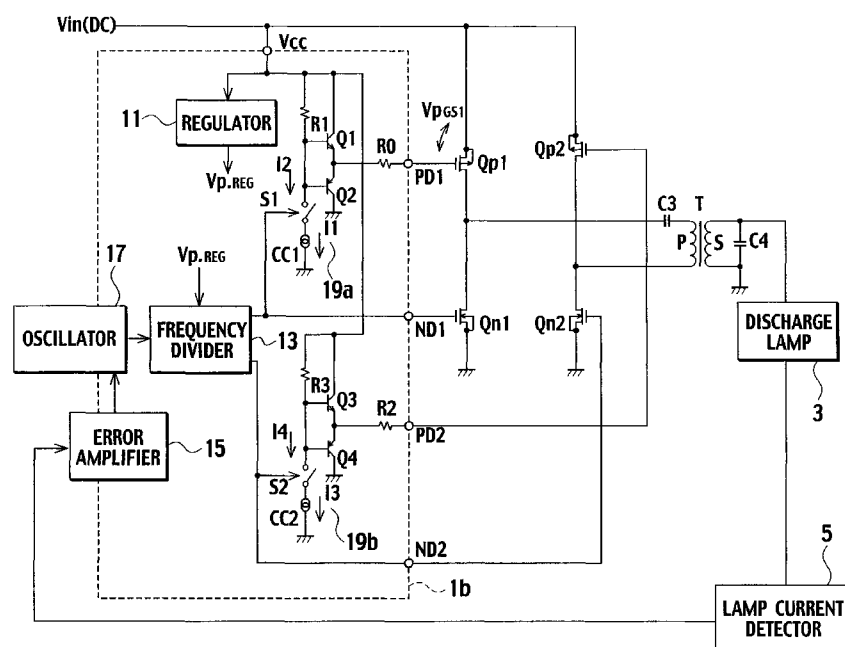 Vin(DC)
Vcc
11
REGULATOR
Vp.REG
R1
Q1
I2
Q2
S1
I1
CC1
19a
R0
PD1
VpGS1
Qp1
Qp2
C3
T
P
S
C4
17
Vp.REG
OSCILLATOR
FREQUENCY
DIVIDER
13
ND1
Qn1
Qn2
DISCHARGE
LAMP
3
R3
Q3
R2
PD2
ERROR
AMPLIFIER
15
I4
Q4
S2
I3
CC2
19b
ND2
1b
5
LAMP CURRENT
DETECTOR